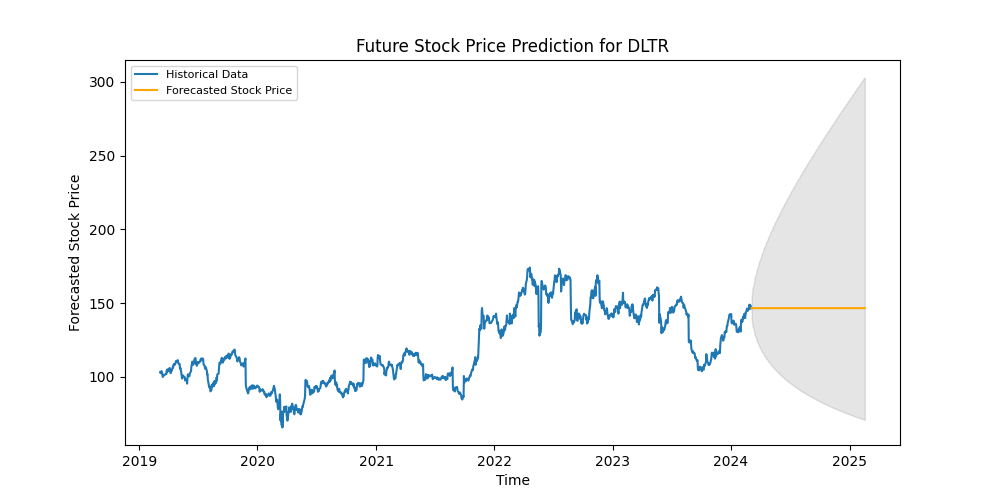 Future Stock Price Prediction for DLTR
Historical Data
Forecasted Stock Price
Forecasted Stock Price
300
250
200
150
100
2019
2020
2021
2022
2023
2024
2025
Time